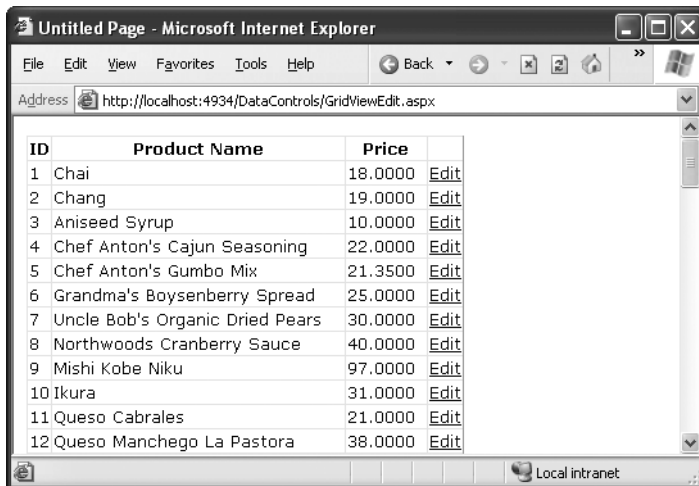 Untitled Page - Microsoft Internet Explorer
File Edit View Favorites Tools Help Back »
Address http://localhost:4934/DataControls/GridViewEdit.aspx
ID Product Name Price
1 Chai 18.0000 Edit
2 Chang 19.0000 Edit
3 Aniseed Syrup 10.0000 Edit
4 Chef Anton's Cajun Seasoning 22.0000 Edit
5 Chef Anton's Gumbo Mix 21.3500 Edit
6 Grandma's Boysenberry Spread 25.0000 Edit
7 Uncle Bob's Organic Dried Pears 30.0000 Edit
8 Northwoods Cranberry Sauce 40.0000 Edit
9 Mishi Kobe Niku 97.0000 Edit
10 Ikura 31.0000 Edit
11 Queso Cabrales 21.0000 Edit
12 Queso Manchego La Pastora 38.0000 Edit
Local intranet